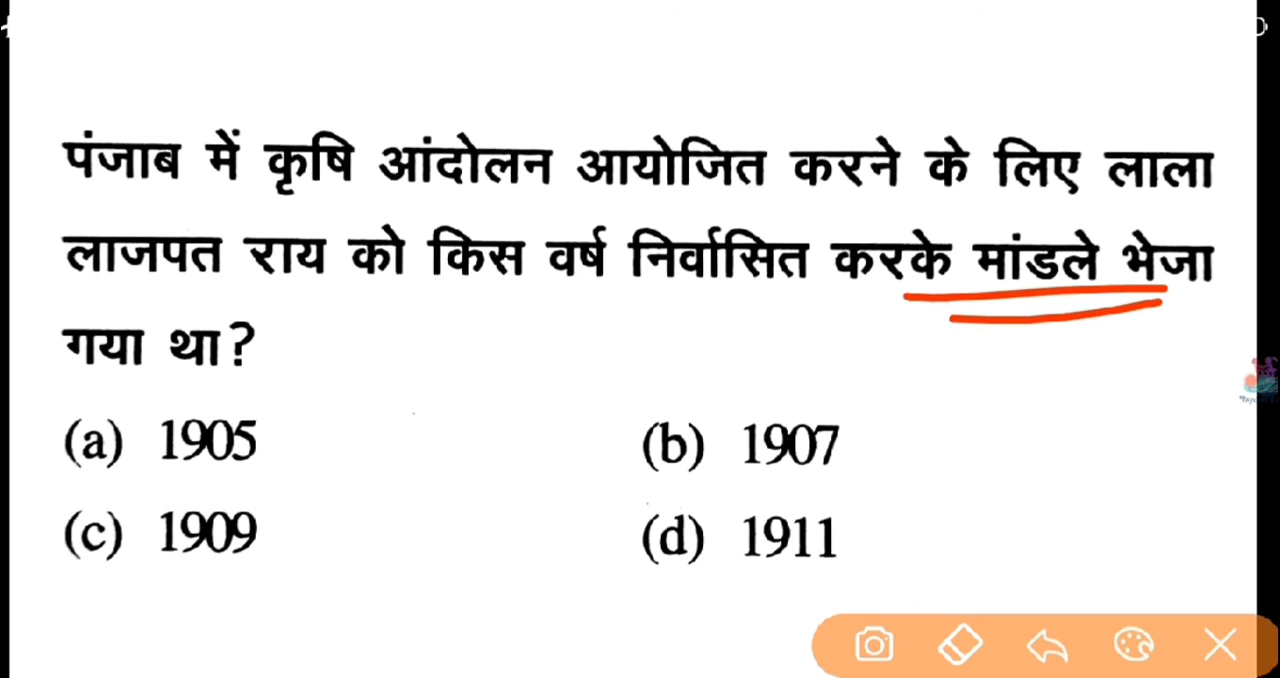 पंजाब में कृषि आंदोलन आयोजित करने के लिए लाला
लाजपत राय को किस वर्ष निर्वासित करके मांडले भेजा
गया था?
(a) 1905 (b) 1907
(c) 1909 (d) 1911